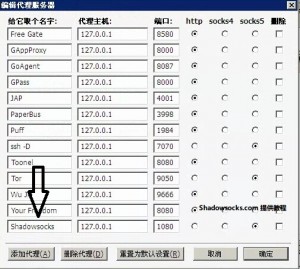 编辑代理服务器
给它取个名字: 代理主机: 端口: http socks4 socks5 删除
Free Gate 127.0.0.1 8580
GAppProxy 127.0.0.1 8000
GoAgent 127.0.0.1 8087
GPass 127.0.0.1 8000
JAP 127.0.0.1 4001
PaperBus 127.0.0.1 3998
Puff 127.0.0.1 1984
ssh -D 127.0.0.1 7070
Toonel 127.0.0.1 8080
Tor 127.0.0.1 9050
Wu J 127.0.0.1 9666
Your Freedom 127.0.0.1 8080
Shadowsocks.com 提供教程
Shadowsocks 127.0.0.1 1080
添加代理(A) 删除代理(D) 重置为默认设置(R) 取消 确定